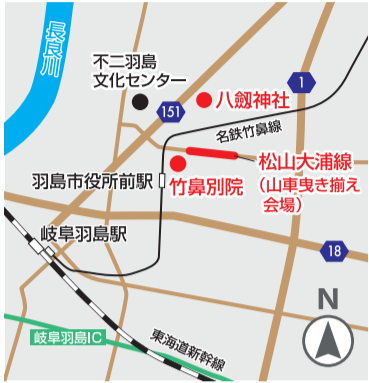 長良川
不二羽島
文化センター
八劔神社
1
151
名鉄竹鼻線
松山大浦線
(山車曳き揃え
会場)
竹鼻別院
羽島市役所前駅
岐阜羽島駅
18
N
岐阜羽島IC
東海道新幹線